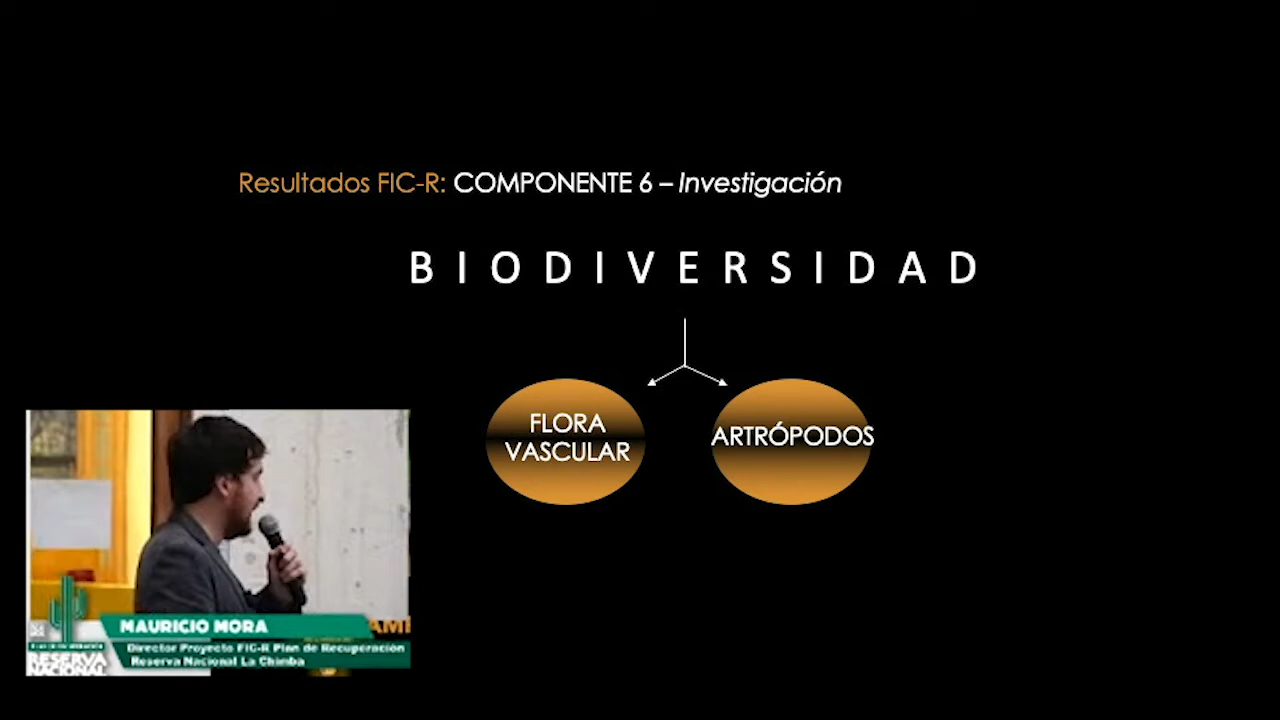 Resultados FIC-R: COMPONENTE 6 – Investigación
BIODIVERSIDAD
FLORA
VASCULAR
ARTRÓPODOS
MAURICIO MORA
Director Proyecto FIC-R Plan de Recuperación
Reserva Nacional La Chimba
RESERVA
NACIONAL